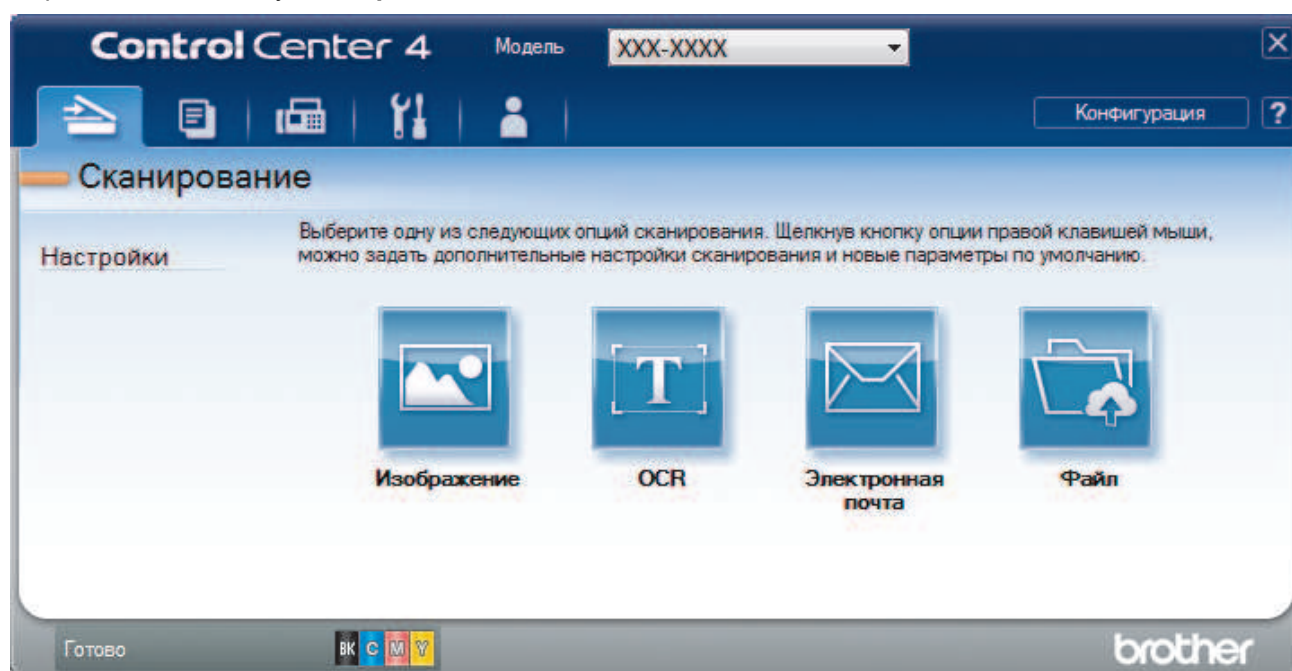 Control Center 4 Модель XXX-XXXX
Конфигурация ?
Сканирование
Настройки
Выберите одну из следующих опций сканирования. Щелкнув кнопку опции правой клавишей мыши,
можно задать дополнительные настройки сканирования и новые параметры по умолчанию.
T
Изображение OCR Электронная почта Файл
Готово BK C M Y brother